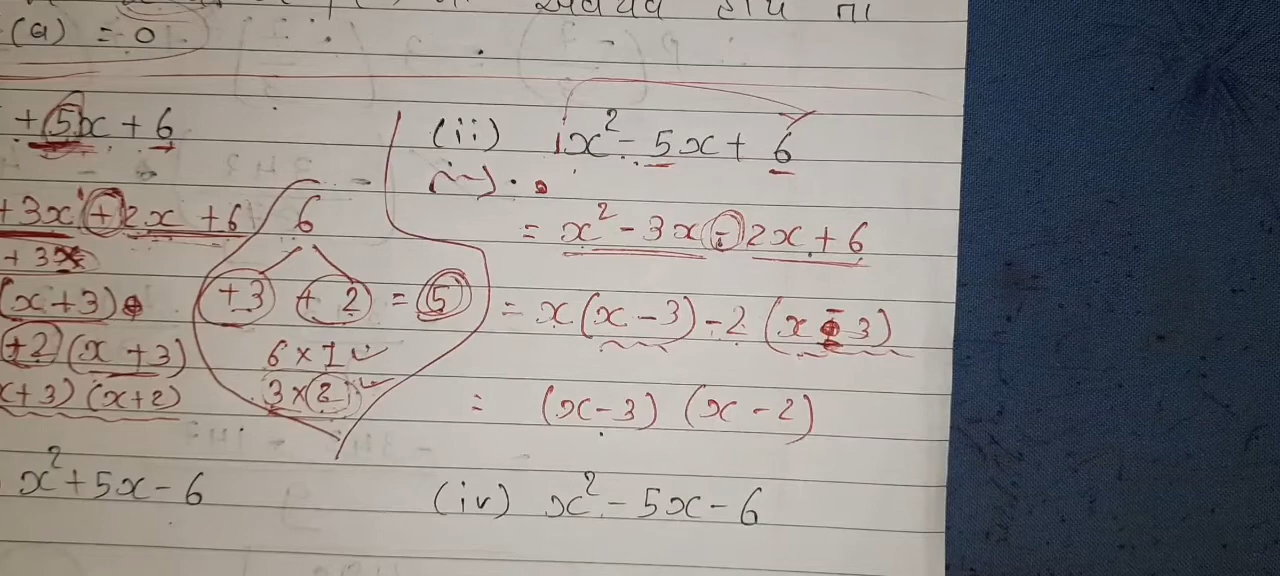 (a) = 0
+5x + 6
+3x + 2x + 6
+ 3x
(x+3)
+2 (x + 3)
x+3) (x+2)
6
+3 + 2 = 5
6 × 1
3 × 2
(ii) 1x² - 5x + 6
= x² - 3x - 2x + 6
= x(x - 3) - 2 (x - 3)
= (x - 3) (x - 2)
x² + 5x - 6
(iv) x² - 5x - 6